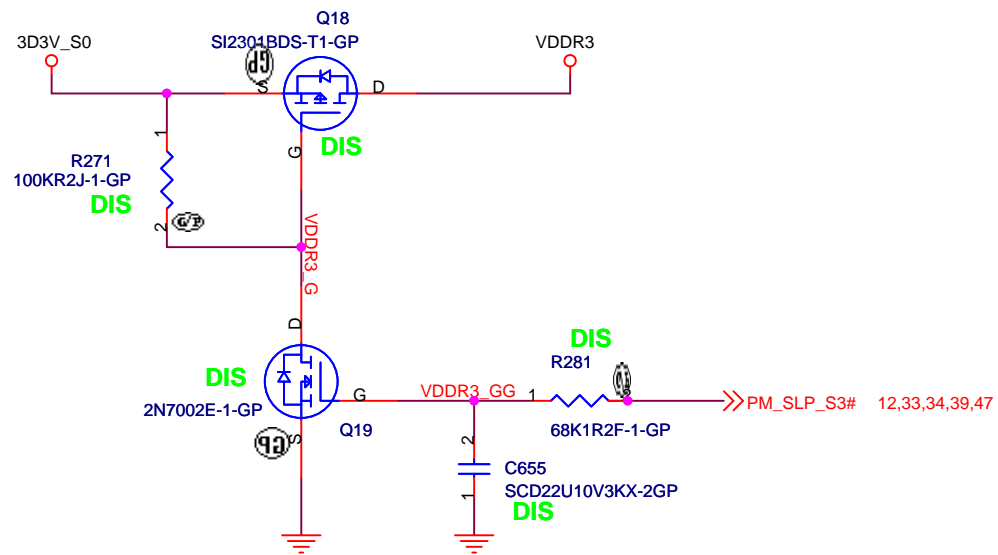 Q18
3D3V_S0
SI2301BDS-T1-GP
VDDR3
GP
S
D
DIS
G
1
R271
100KR2J-1-GP
DIS
2
G/P
VDDR3_G
D
DIS
R281
DIS
2N7002E-1-GP
G
VDDR3_GG
1
PM_SLP_S3# 12,33,34,39,47
Q19
68K1R2F-1-GP
GP
S
2
C655
SCD22U10V3KX-2GP
1
DIS